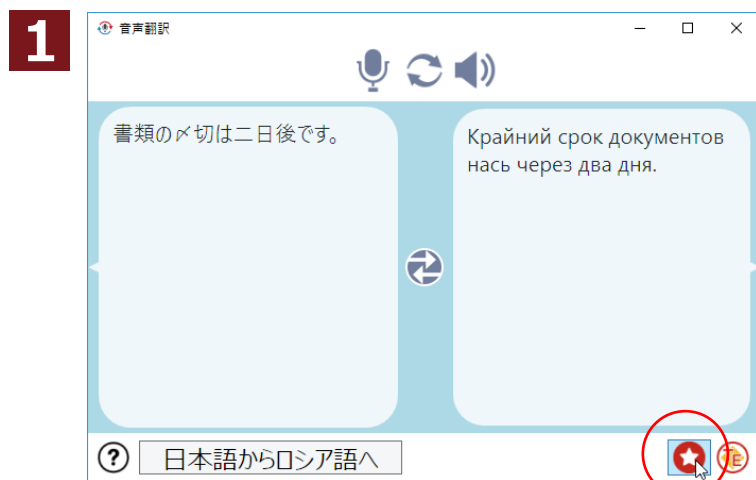 1
音声翻訳
書類の〆切は二日後です。
Крайний срок документов
нась через два дня.
?
日本語からロシア語へ
TE